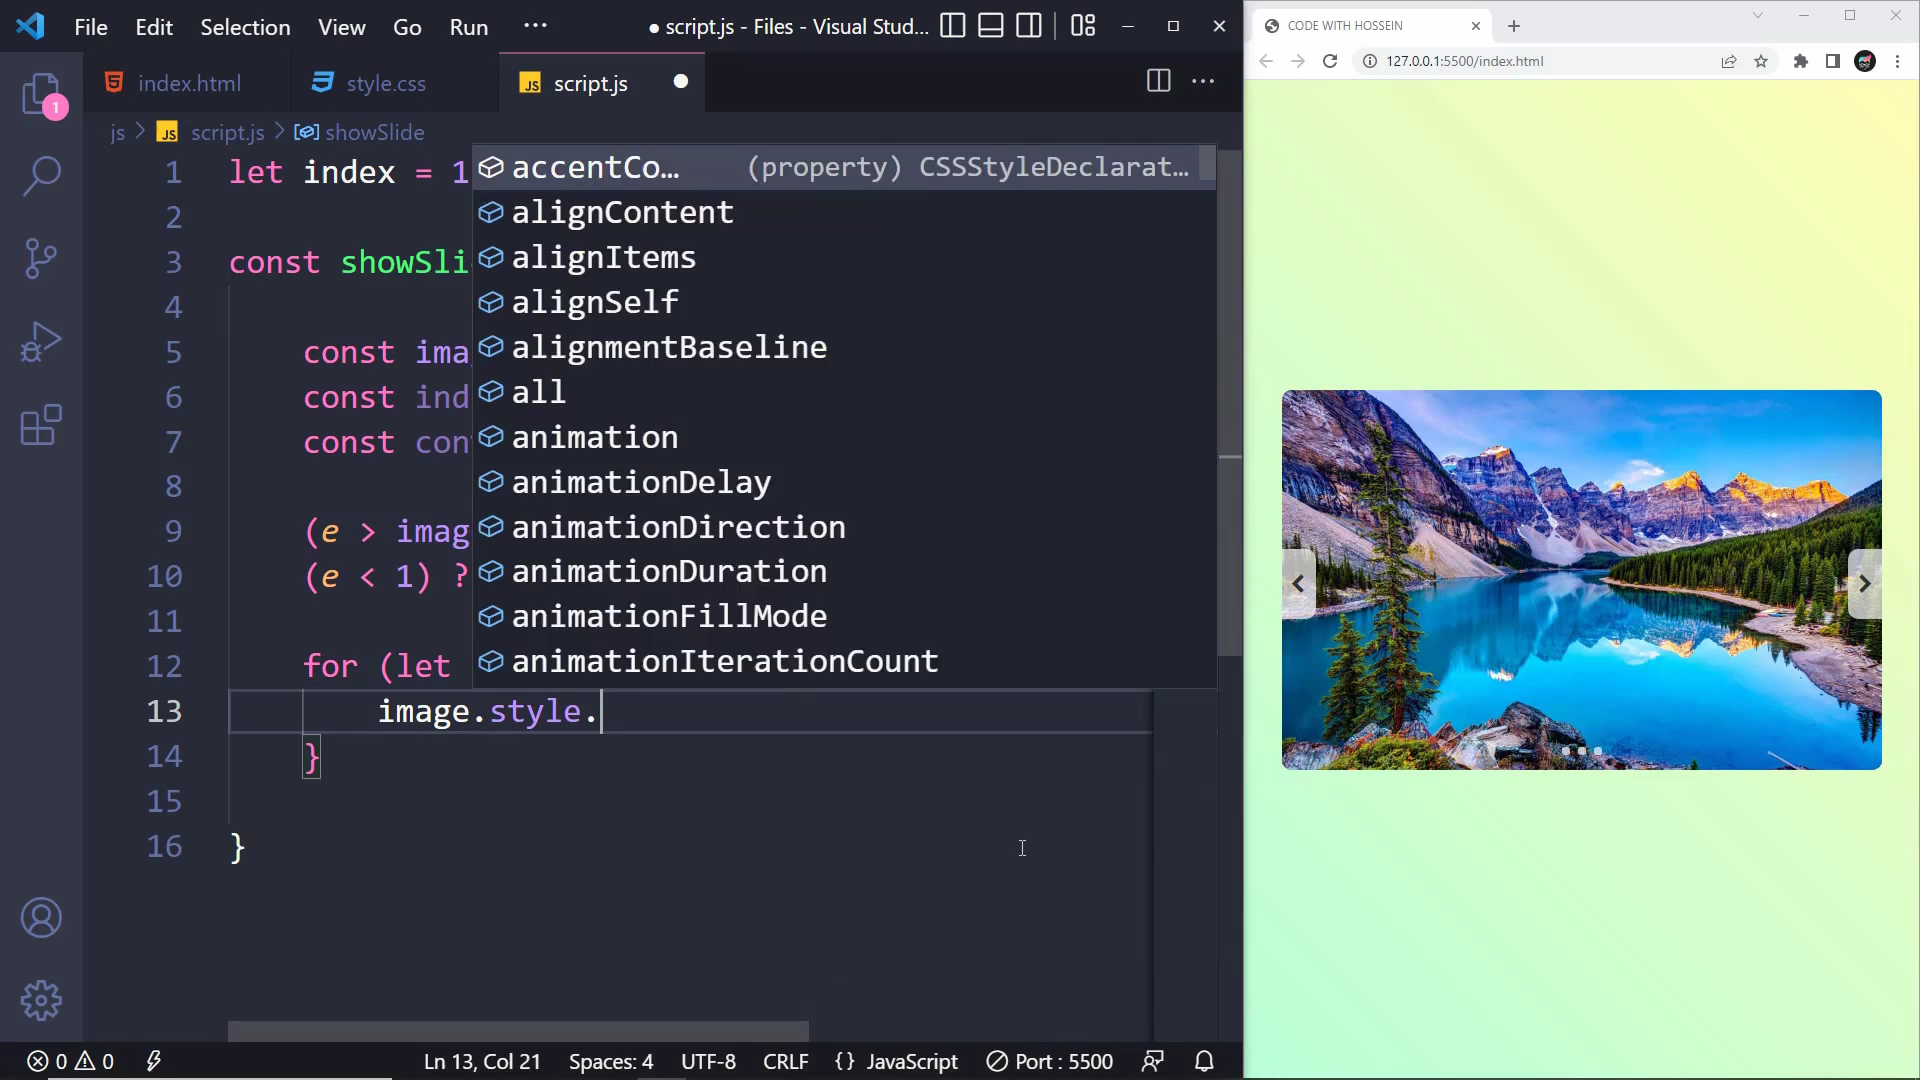 File Edit Selection View Go Run ···
● script.js - Files - Visual Stud...
index.html
style.css
JS script.js ●
js > JS script.js > showSlide
1
1 let index = 1
2
3 const showSli
4
5 const ima
6 const ind
7 const con
8
9 (e > imag
10 (e < 1) ?
11
12 for (let
13 image.style.
14 }
15
16 }
accentCo... (property) CSSStyleDeclarat...
alignContent
alignItems
alignSelf
alignmentBaseline
all
animation
animationDelay
animationDirection
animationDuration
animationFillMode
animationIterationCount
0 0 Ln 13, Col 21 Spaces: 4 UTF-8 CRLF {} JavaScript Port : 5500
CODE WITH HOSSEIN
127.0.0.1:5500/index.html